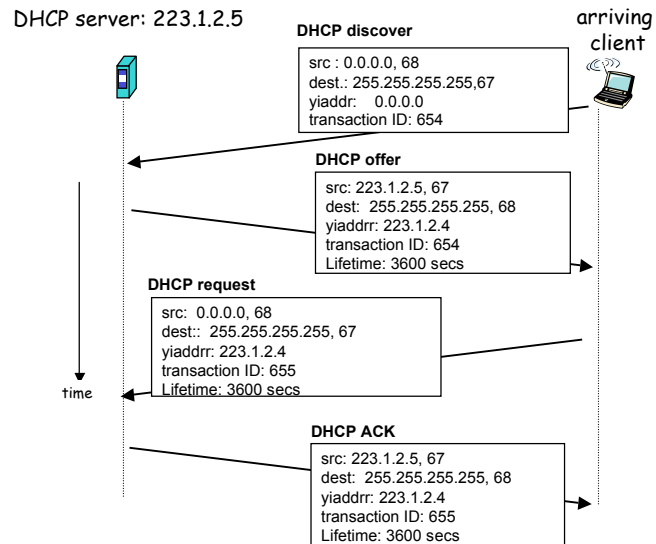 DHCP server: 223.1.2.5
arriving
client
DHCP discover
src : 0.0.0.0, 68
dest.: 255.255.255.255,67
yiaddr: 0.0.0.0
transaction ID: 654
DHCP offer
src: 223.1.2.5, 67
dest: 255.255.255.255, 68
yiaddrr: 223.1.2.4
transaction ID: 654
Lifetime: 3600 secs
DHCP request
src: 0.0.0.0, 68
dest:: 255.255.255.255, 67
yiaddrr: 223.1.2.4
transaction ID: 655
Lifetime: 3600 secs
time
DHCP ACK
src: 223.1.2.5, 67
dest: 255.255.255.255, 68
yiaddrr: 223.1.2.4
transaction ID: 655
Lifetime: 3600 secs